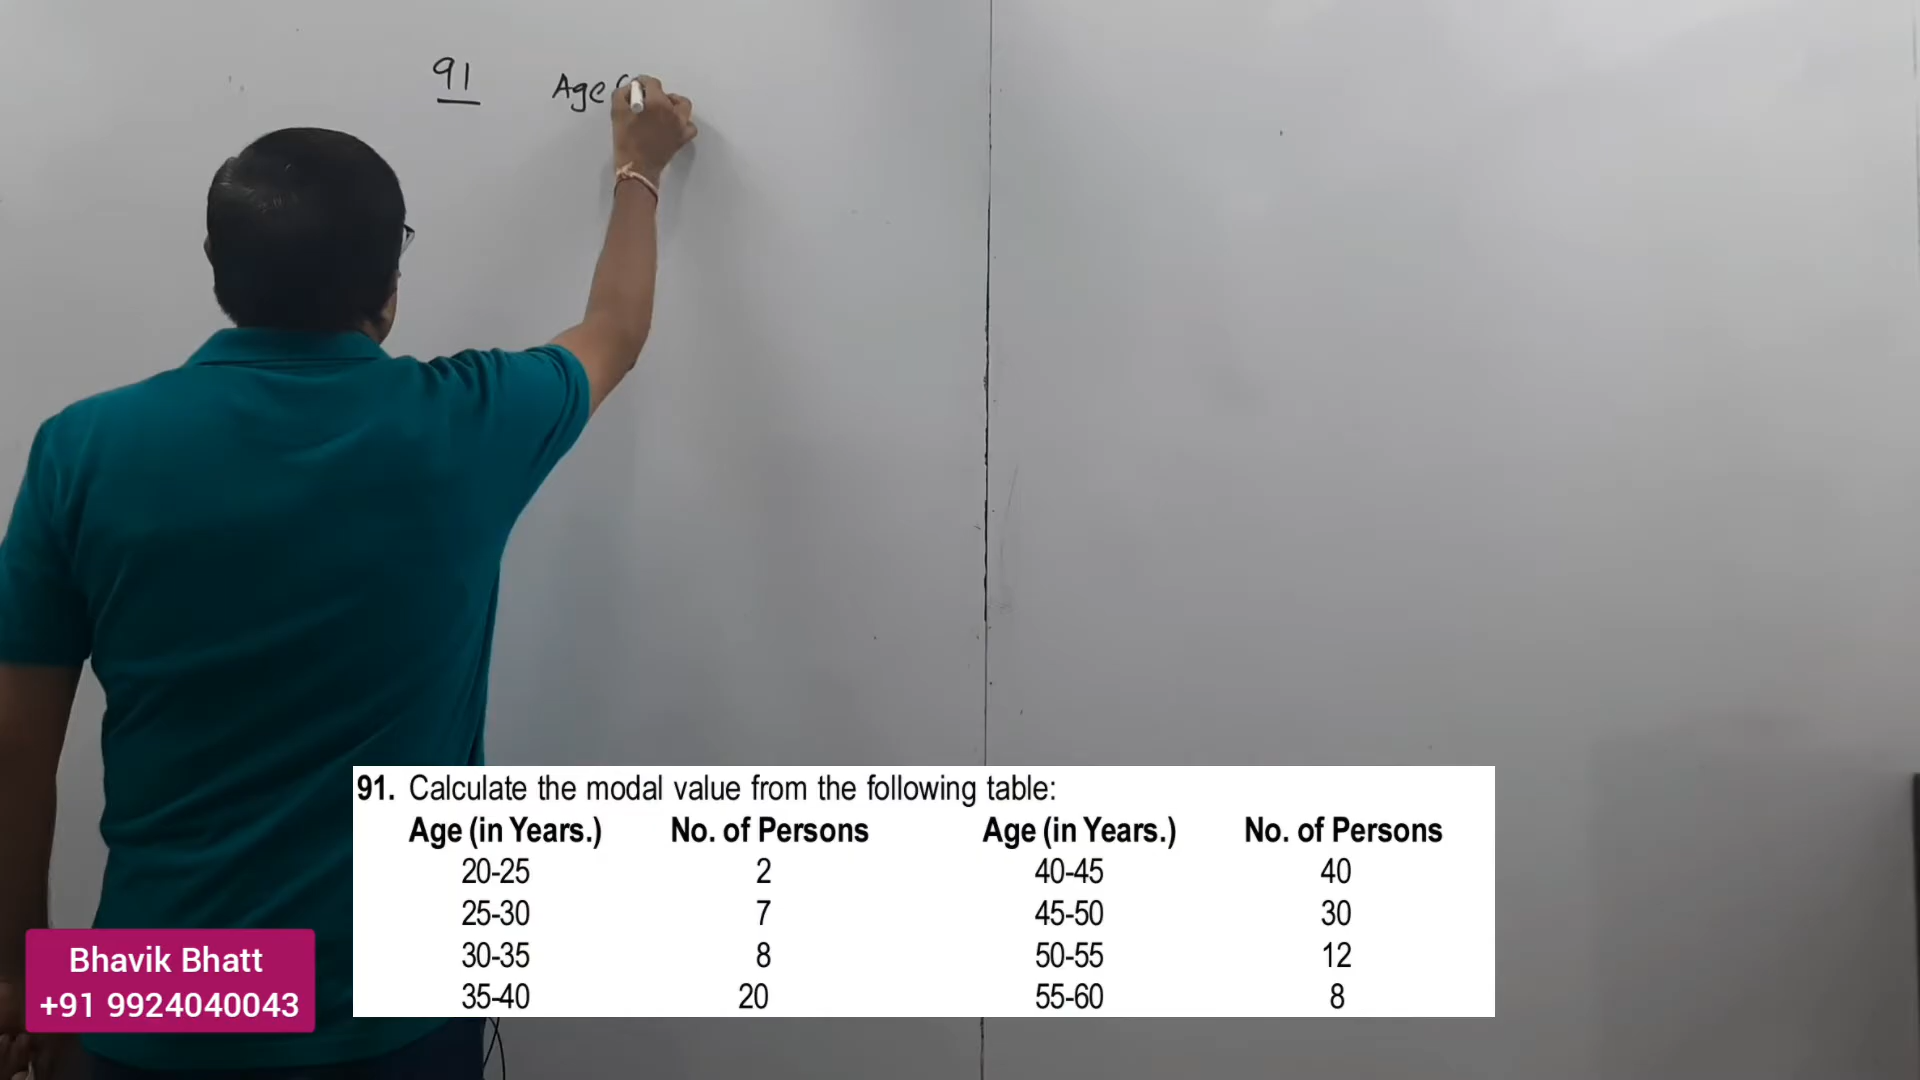 91 Age
91. Calculate the modal value from the following table:
Age (in Years.) No. of Persons Age (in Years.) No. of Persons
20-25 2 40-45 40
25-30 7 45-50 30
30-35 8 50-55 12
35-40 20 55-60 8
Bhavik Bhatt
+91 9924040043